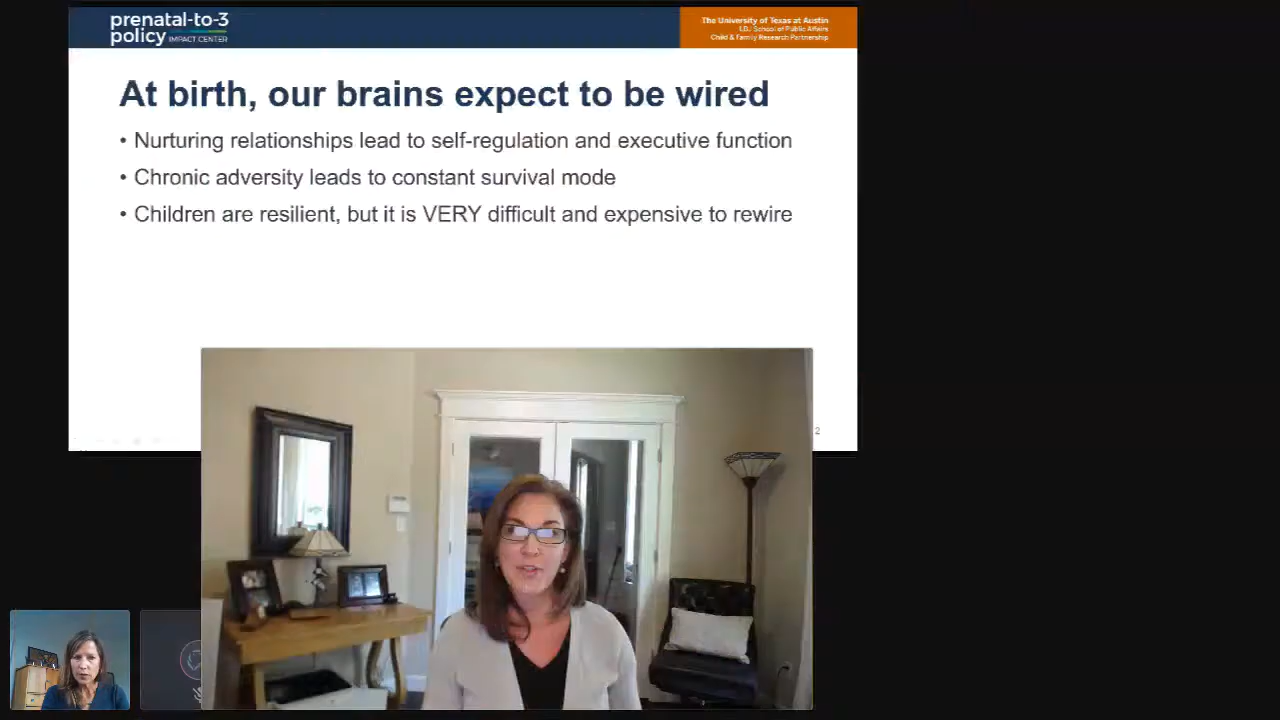 prenatal-to-3
policy IMPACT CENTER
The University of Texas at Austin
LBJ School of Public Affairs
Child & Family Research Partnership
At birth, our brains expect to be wired
• Nurturing relationships lead to self-regulation and executive function
• Chronic adversity leads to constant survival mode
• Children are resilient, but it is VERY difficult and expensive to rewire
2